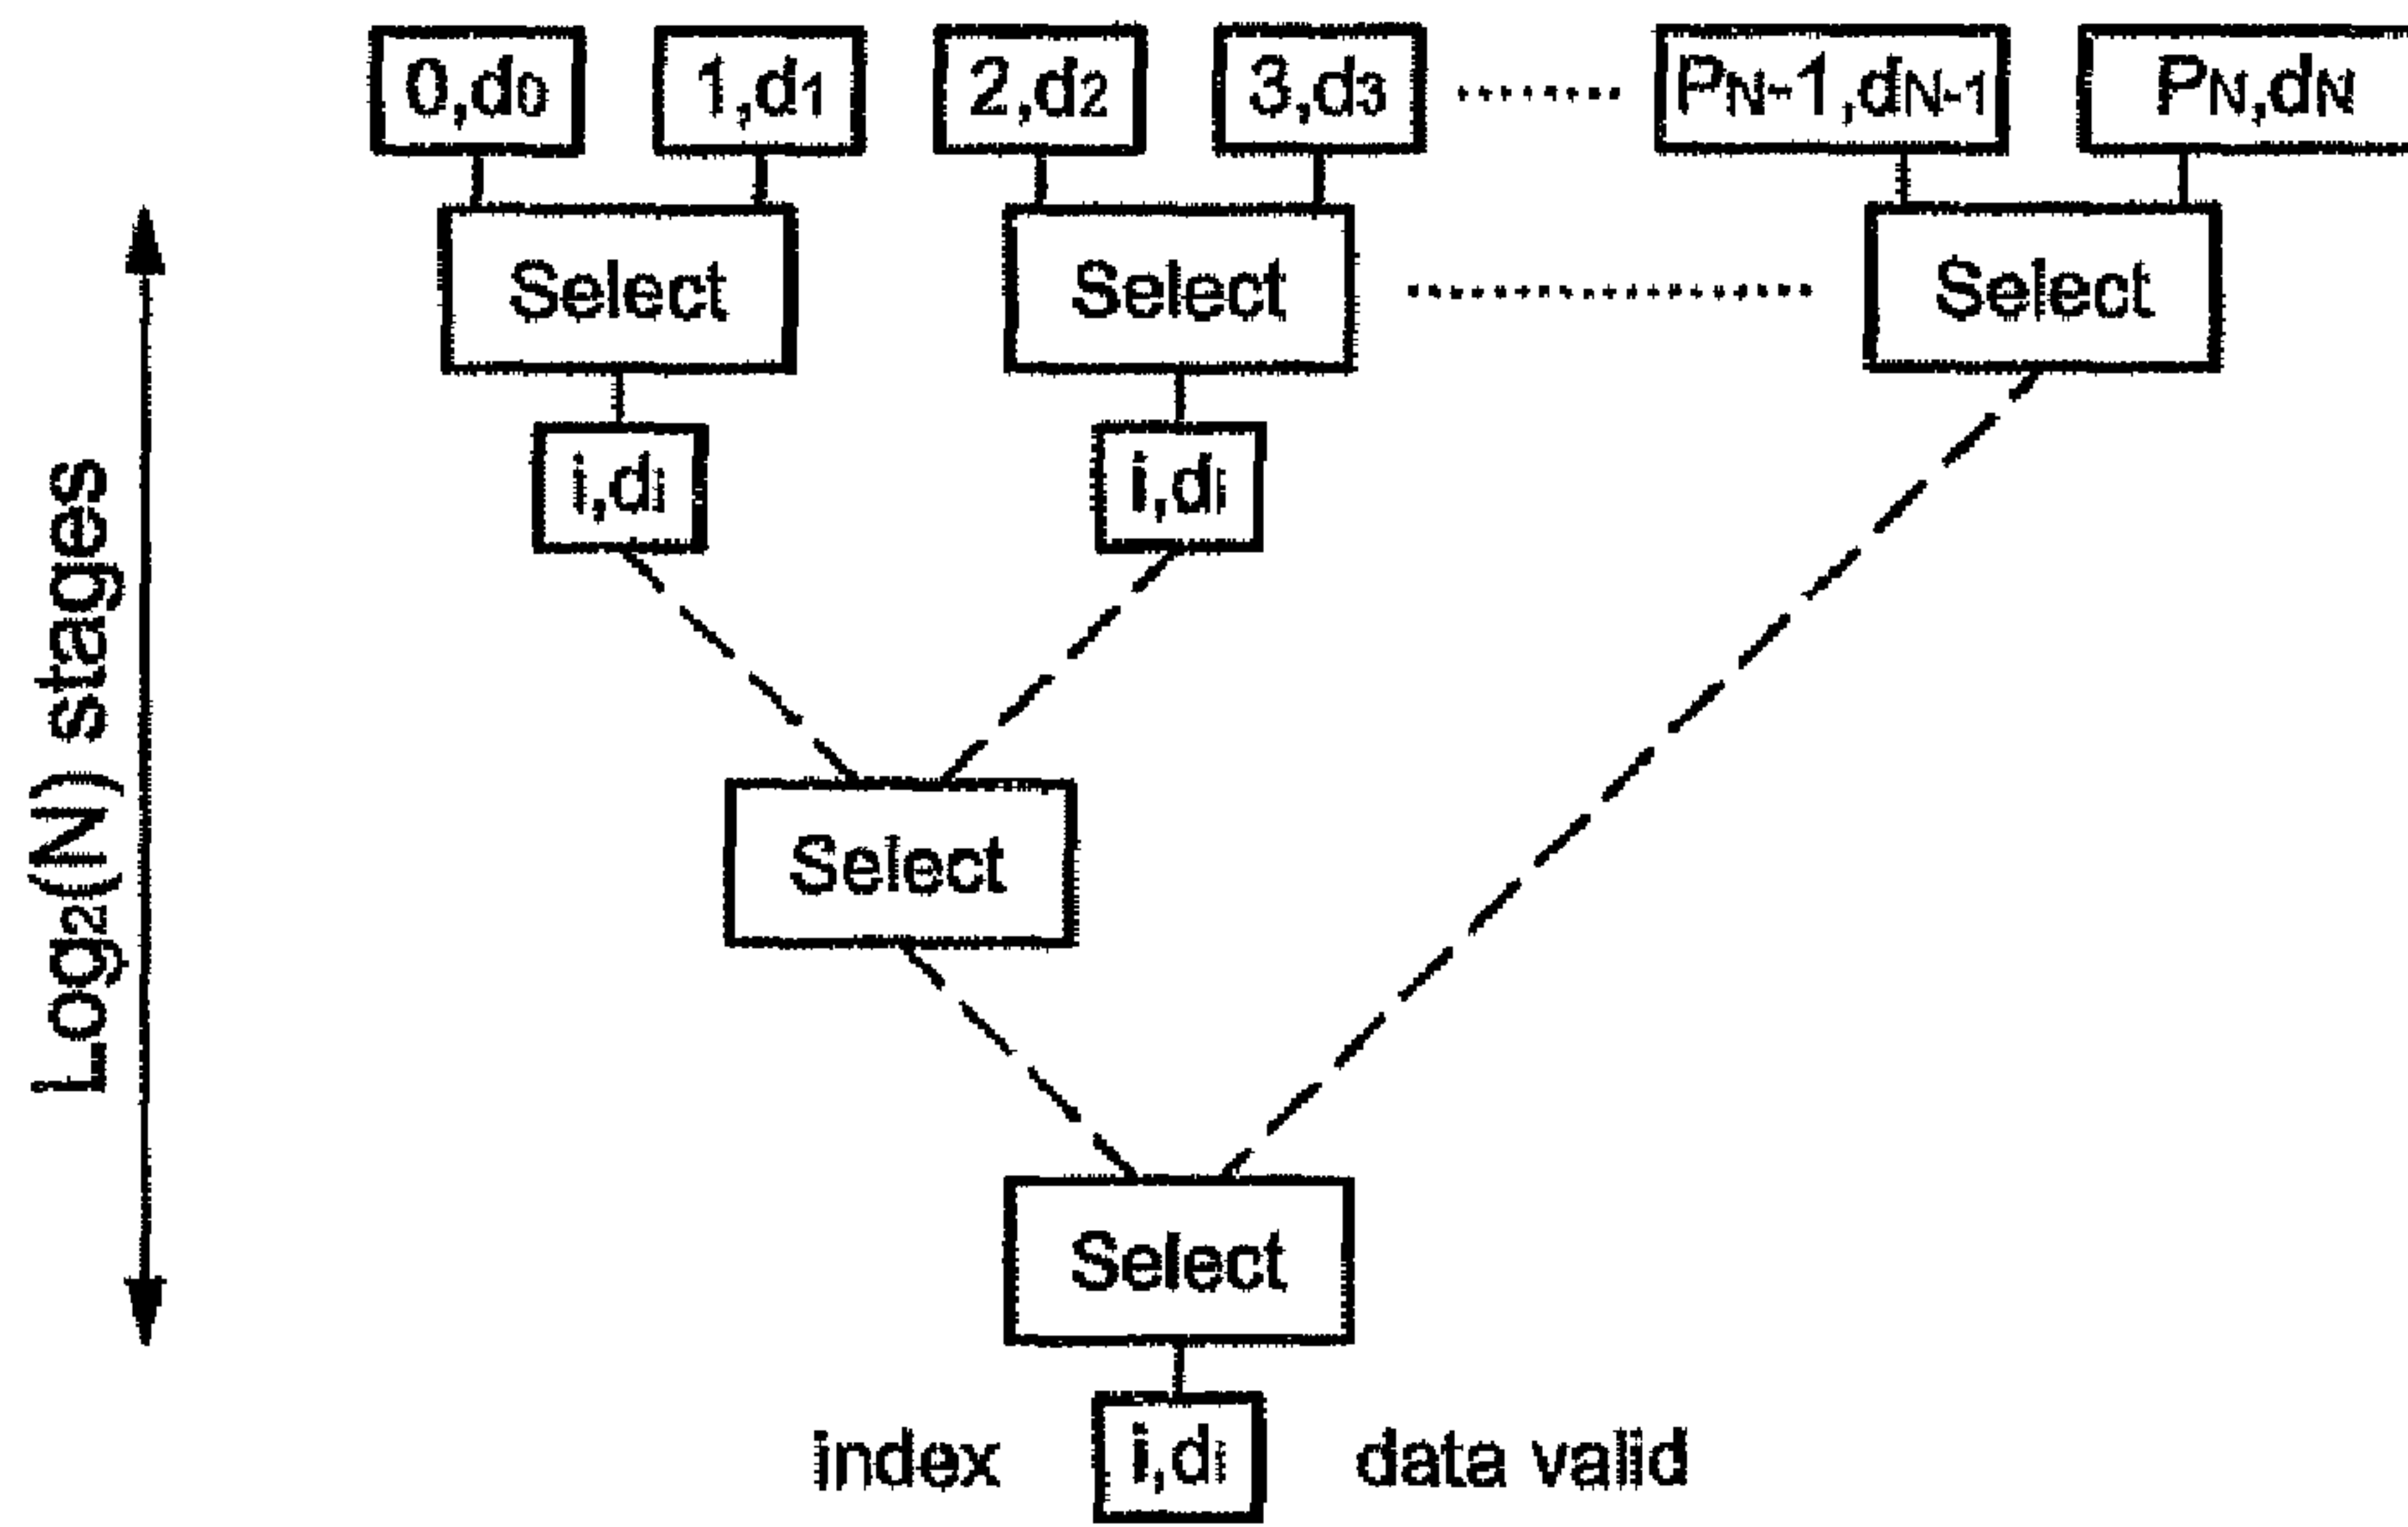 0,d0 1,d1 2,d2 3,d3 PN-1,dN-1 PN,dN
Select Select Select
i,di i,di
Log2(N) stages
Select
Select
index i,di data valid